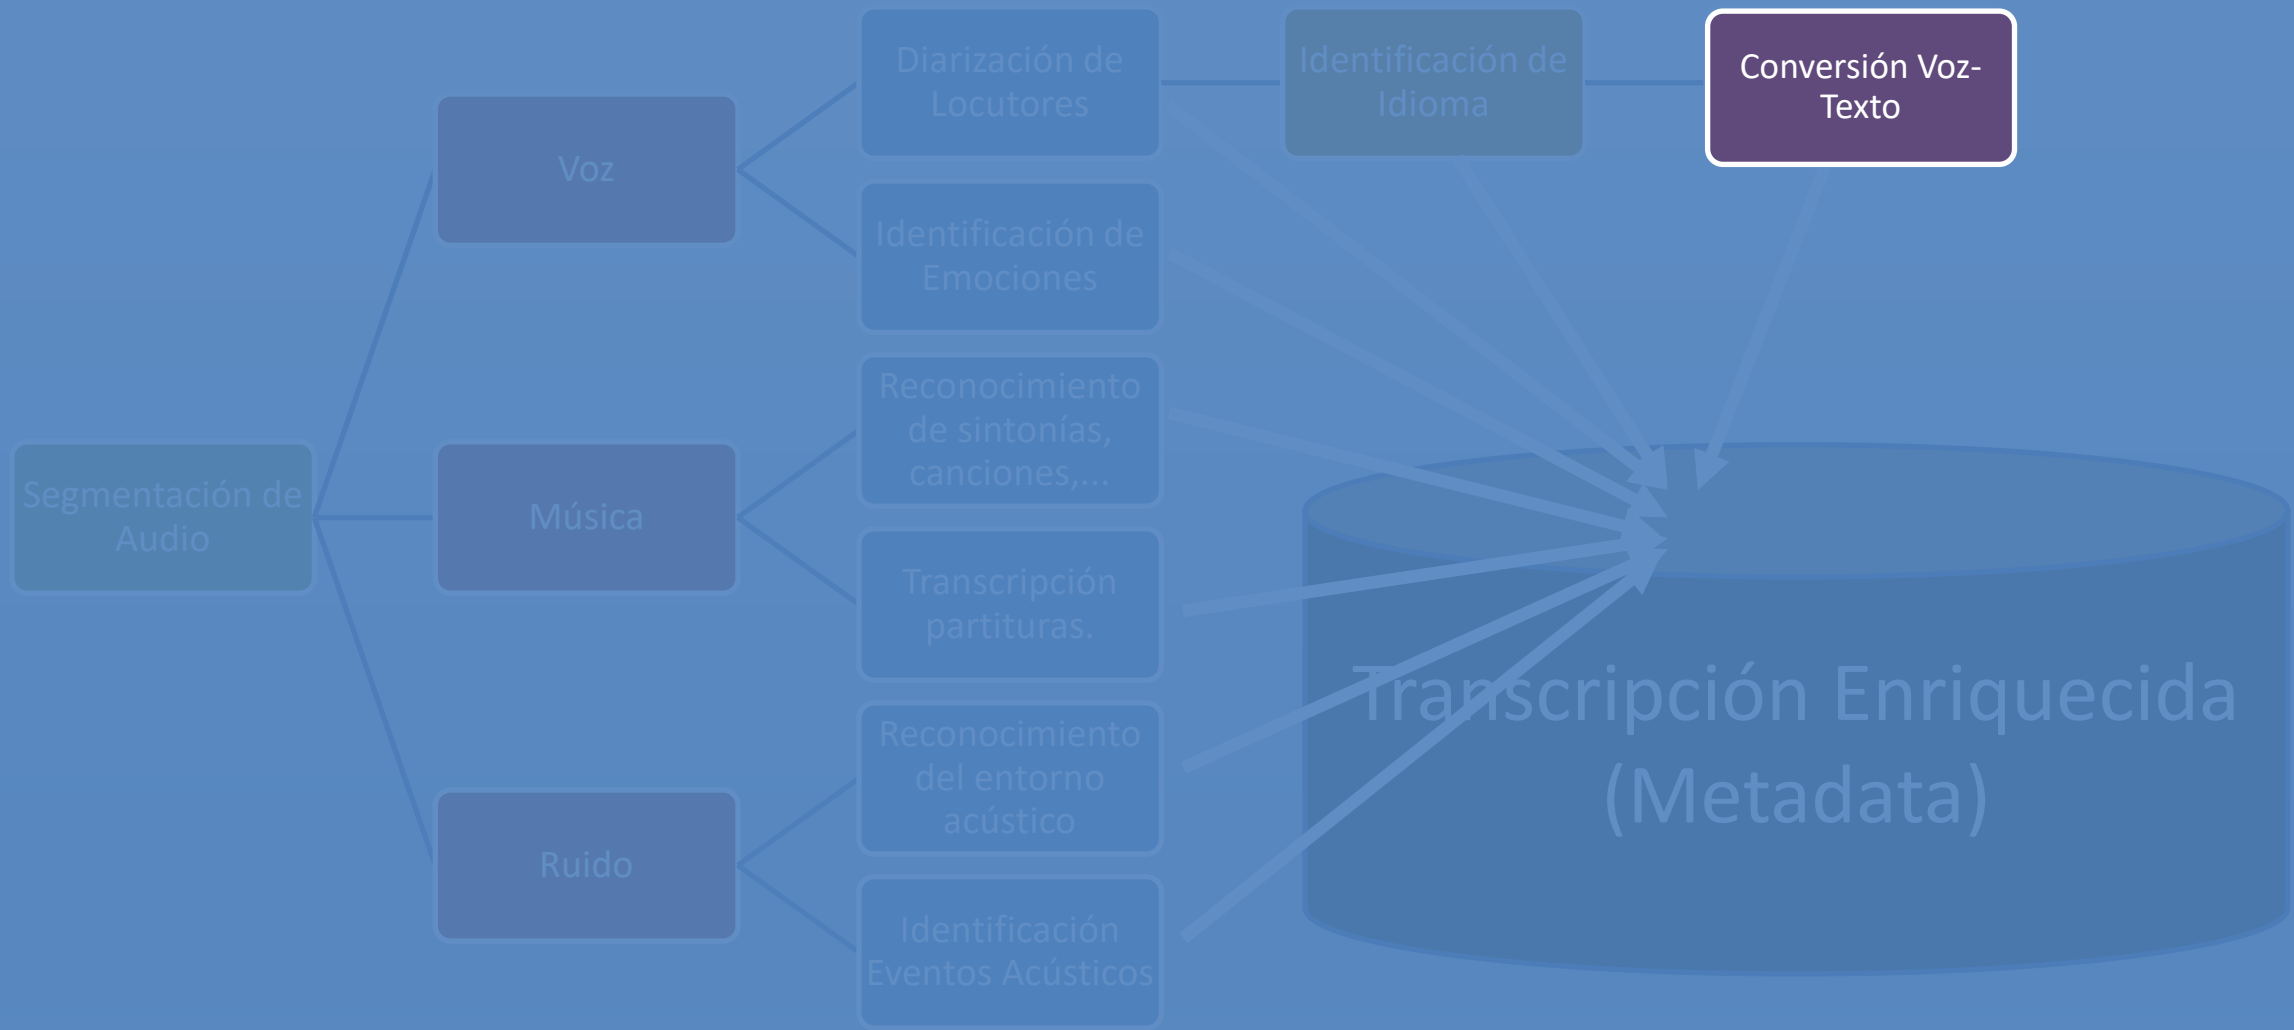 Diarización de
Locutores
Identificación de
Idioma
Conversión Voz-
Texto
Voz
Identificación de
Emociones
Reconocimiento
de sintonías,
canciones,...
Segmentación de
Audio
Música
Transcripción
partituras.
Transcripción Enriquecida
(Metadata)
Reconocimiento
del entorno
acústico
Ruido
Identificación
Eventos Acústicos